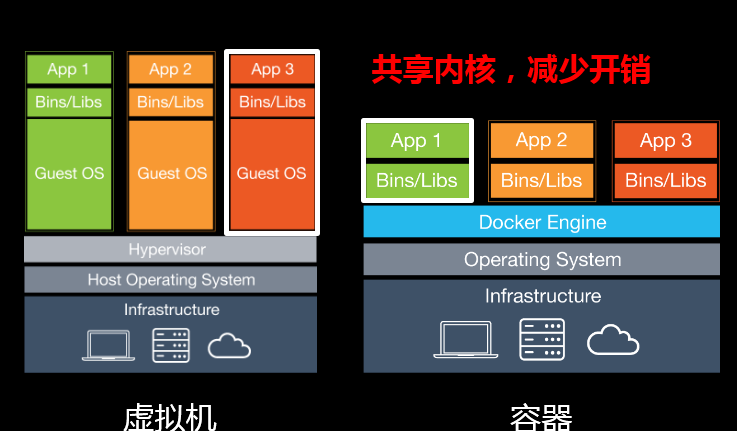 App 1
App 2
App 3
Bins/Libs
Bins/Libs
Bins/Libs
Guest OS
Guest OS
Guest OS
Hypervisor
Host Operating System
Infrastructure
虚拟机
共享内核，减少开销
App 1
App 2
App 3
Bins/Libs
Bins/Libs
Bins/Libs
Docker Engine
Operating System
Infrastructure
容器